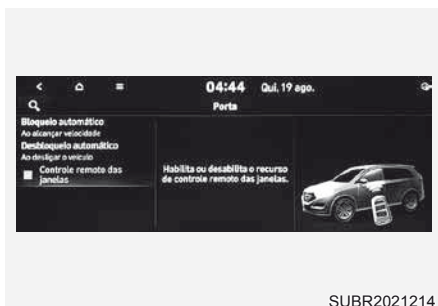 04:44 Qui, 19 ago.
Porta
Bloqueio automático
Ao alcançar velocidade
Desbloqueio automático
Ao desligar o veículo
Controle remoto das
janelas
Habilita ou desabilita o recurso
de controle remoto das janelas.
SUBR2021214